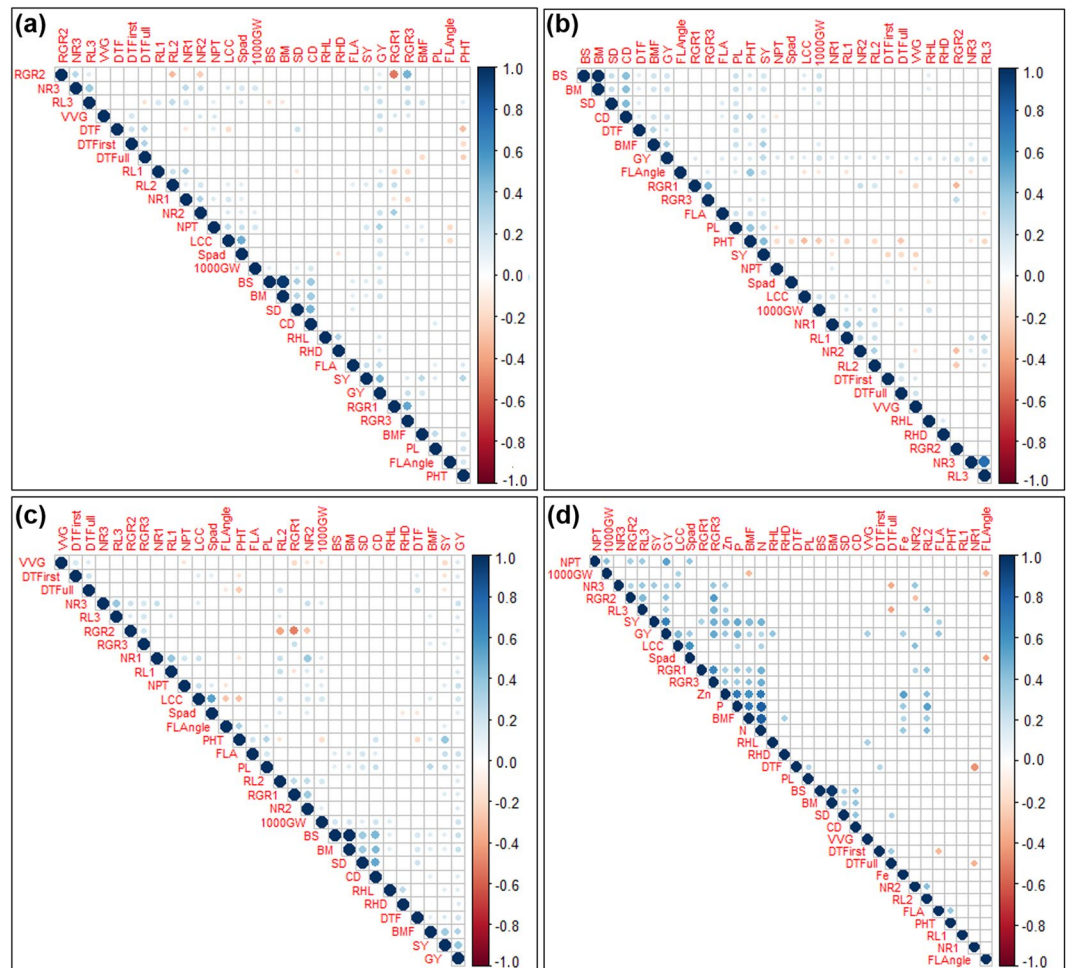 (a)
RGR2 NR3 RL3 VVG DTF DTFirst DTFull RL1 RL2 NR1 NR2 NPT LCC Spad 1000GW BS BM SD CD RHL RHD FLA SY GY RGR1 RGR3 BMF PL FLAngle PHT
RGR2
NR3
RL3
VVG
DTF
DTFirst
DTFull
RL1
RL2
NR1
NR2
NPT
LCC
Spad
1000GW
BS
BM
SD
CD
RHL
RHD
FLA
SY
GY
RGR1
RGR3
BMF
PL
FLAngle
PHT
1.0
0.8
0.6
0.4
0.2
0.0
-0.2
-0.4
-0.6
-0.8
-1.0
(b)
BS BM SD CD DTF BMF GY FLAngle RGR1 RGR3 FLA PL PHT SY NPT Spad LCC 1000GW NR1 RL1 NR2 RL2 DTFirst DTFull VVG RHL RHD RGR2 NR3 RL3
BS
BM
SD
CD
DTF
BMF
GY
FLAngle
RGR1
RGR3
FLA
PL
PHT
SY
NPT
Spad
LCC
1000GW
NR1
RL1
NR2
RL2
DTFirst
DTFull
VVG
RHL
RHD
RGR2
NR3
RL3
1.0
0.8
0.6
0.4
0.2
0.0
-0.2
-0.4
-0.6
-0.8
-1.0
(c)
VVG DTFirst DTFull NR3 RL3 RGR2 RGR3 NR1 RL1 NPT LCC Spad FLAngle PHT FLA PL RL2 RGR1 NR2 1000GW BS BM SD CD RHL RHD DTF BMF SY GY
VVG
DTFirst
DTFull
NR3
RL3
RGR2
RGR3
NR1
RL1
NPT
LCC
Spad
FLAngle
PHT
FLA
PL
RL2
RGR1
NR2
1000GW
BS
BM
SD
CD
RHL
RHD
DTF
BMF
SY
GY
1.0
0.8
0.6
0.4
0.2
0.0
-0.2
-0.4
-0.6
-0.8
-1.0
(d)
NPT 1000GW NR3 RGR2 RL3 SY GY LCC Spad RGR1 RGR3 Zn P BMF N RHL RHD DTF PL BS BM SD CD VVG DTFirst DTFull Fe NR2 RL2 FLA PHT RL1 NR1 FLAngle
NPT
1000GW
NR3
RGR2
RL3
SY
GY
LCC
Spad
RGR1
RGR3
Zn
P
BMF
N
RHL
RHD
DTF
PL
BS
BM
SD
CD
VVG
DTFirst
DTFull
Fe
NR2
RL2
FLA
PHT
RL1
NR1
FLAngle
1.0
0.8
0.6
0.4
0.2
0.0
-0.2
-0.4
-0.6
-0.8
-1.0